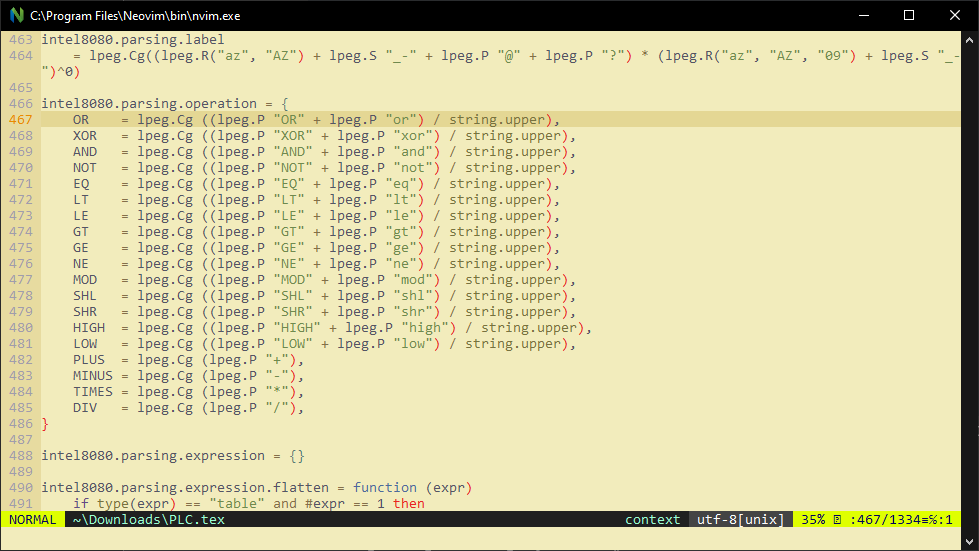 C:\Program Files\Neovim\bin\nvim.exe
463 intel8080.parsing.label
464     = lpeg.Cg((lpeg.R("az", "AZ") + lpeg.S "_-" + lpeg.P "@" + lpeg.P "?") * (lpeg.R("az", "AZ", "09") + lpeg.S "_-
")^0)
465
466 intel8080.parsing.operation = {
467     OR    = lpeg.Cg ((lpeg.P "OR" + lpeg.P "or") / string.upper),
468     XOR   = lpeg.Cg ((lpeg.P "XOR" + lpeg.P "xor") / string.upper),
469     AND   = lpeg.Cg ((lpeg.P "AND" + lpeg.P "and") / string.upper),
470     NOT   = lpeg.Cg ((lpeg.P "NOT" + lpeg.P "not") / string.upper),
471     EQ    = lpeg.Cg ((lpeg.P "EQ" + lpeg.P "eq") / string.upper),
472     LT    = lpeg.Cg ((lpeg.P "LT" + lpeg.P "lt") / string.upper),
473     LE    = lpeg.Cg ((lpeg.P "LE" + lpeg.P "le") / string.upper),
474     GT    = lpeg.Cg ((lpeg.P "GT" + lpeg.P "gt") / string.upper),
475     GE    = lpeg.Cg ((lpeg.P "GE" + lpeg.P "ge") / string.upper),
476     NE    = lpeg.Cg ((lpeg.P "NE" + lpeg.P "ne") / string.upper),
477     MOD   = lpeg.Cg ((lpeg.P "MOD" + lpeg.P "mod") / string.upper),
478     SHL   = lpeg.Cg ((lpeg.P "SHL" + lpeg.P "shl") / string.upper),
479     SHR   = lpeg.Cg ((lpeg.P "SHR" + lpeg.P "shr") / string.upper),
480     HIGH  = lpeg.Cg ((lpeg.P "HIGH" + lpeg.P "high") / string.upper),
481     LOW   = lpeg.Cg ((lpeg.P "LOW" + lpeg.P "low") / string.upper),
482     PLUS  = lpeg.Cg (lpeg.P "+"),
483     MINUS = lpeg.Cg (lpeg.P "-"),
484     TIMES = lpeg.Cg (lpeg.P "*"),
485     DIV   = lpeg.Cg (lpeg.P "/"),
486 }
487
488 intel8080.parsing.expression = {}
489
490 intel8080.parsing.expression.flatten = function (expr)
491     if type(expr) == "table" and #expr == 1 then
NORMAL ~\Downloads\PLC.tex context utf-8[unix] 35% :467/1334≡%:1